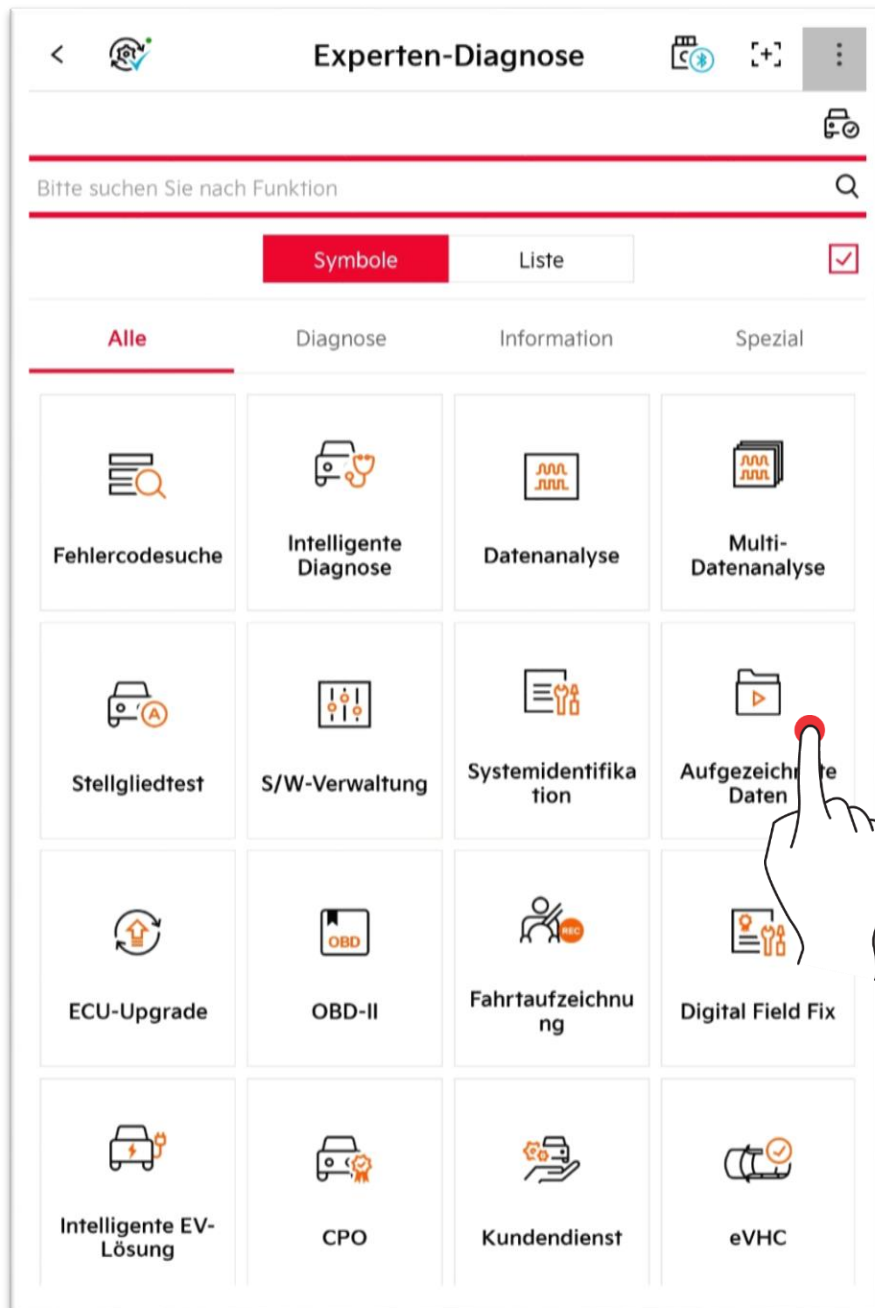 Experten-Diagnose
Bitte suchen Sie nach Funktion
Symbole
Liste
Alle
Diagnose
Information
Spezial
Fehlercodesuche
Intelligente
Diagnose
Datenanalyse
Multi-
Datenanalyse
Stellgliedtest
S/W-Verwaltung
Systemidentifika
tion
Aufgezeichnete
Daten
A
OBD
REC
ECU-Upgrade
OBD-II
Fahrtaufzeichnu
ng
Digital Field Fix
Intelligente EV-
Lösung
CPO
Kundendienst
eVHC